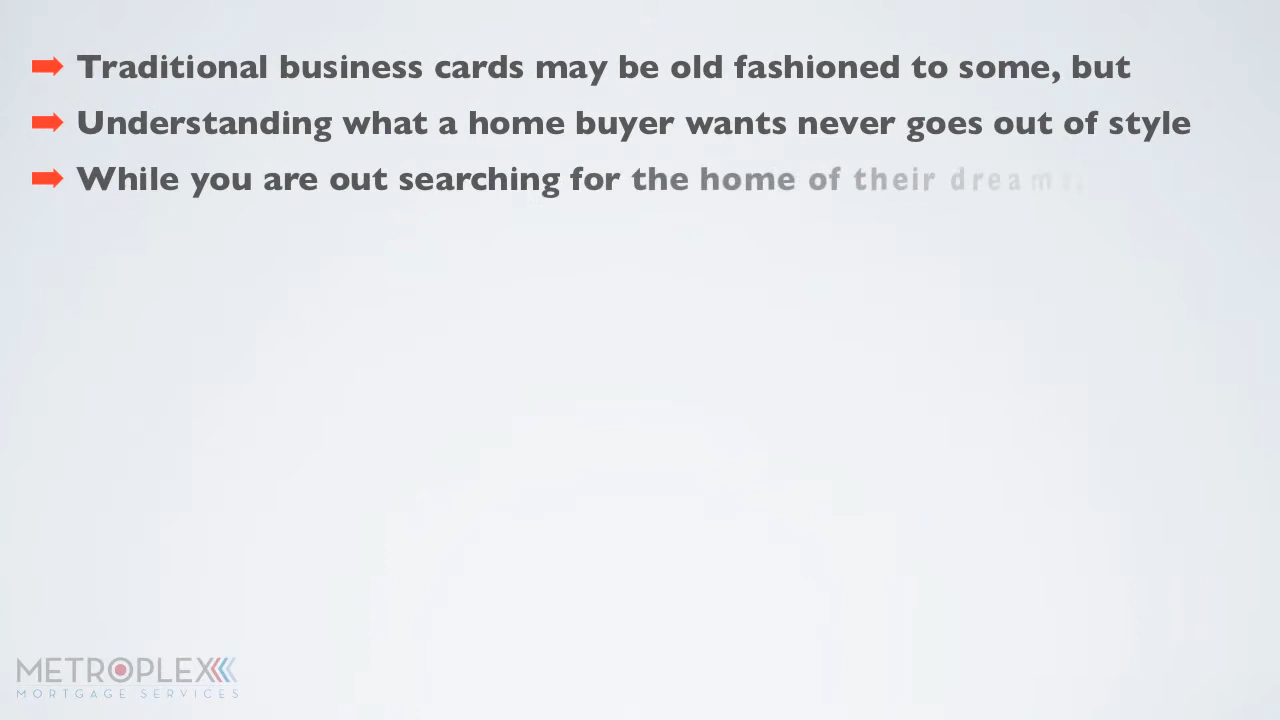 Traditional business cards may be old fashioned to some, but
Understanding what a home buyer wants never goes out of style
While you are out searching for the home of their
METROPLEX
MORTGAGE SERVICES